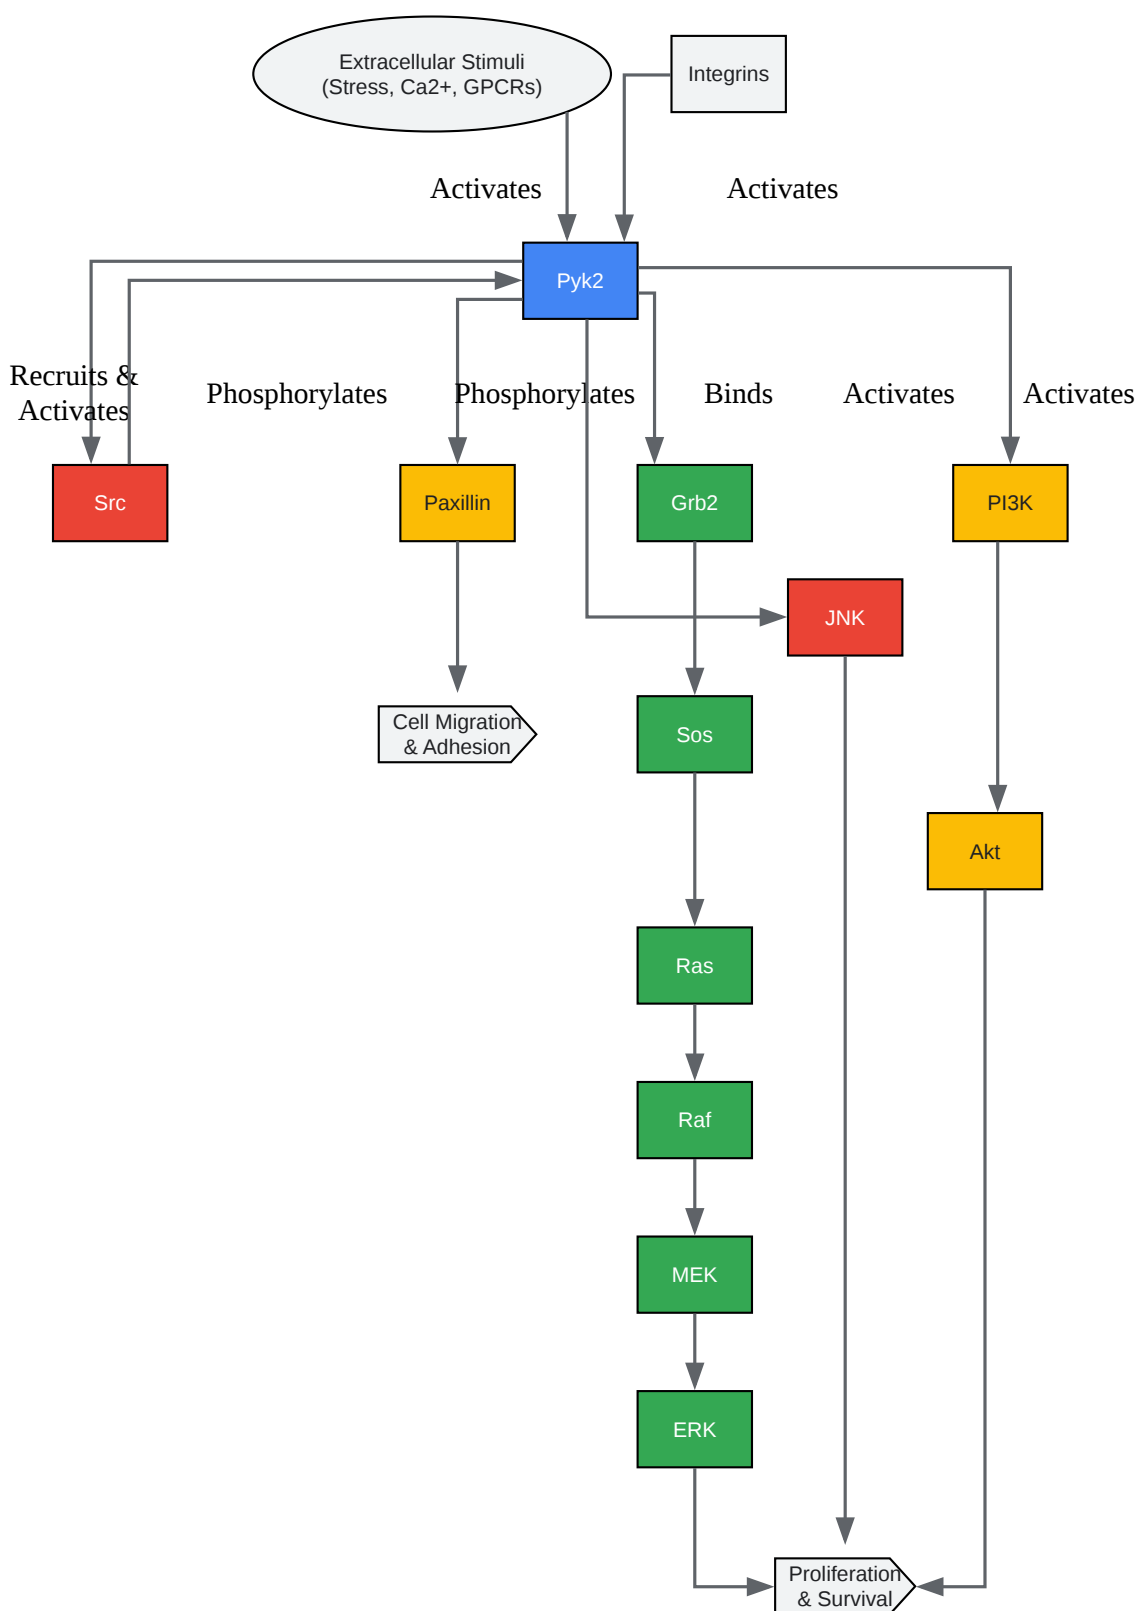 Extracellular Stimuli
(Stress, Ca2+, GPCRs)
Integrins
Activates
Activates
Pyk2
Recruits &
Activates
Phosphorylates
Phosphorylates
Binds
Activates
Activates
Src
Paxillin
Grb2
PI3K
JNK
Cell Migration
& Adhesion
Sos
Akt
Ras
Raf
MEK
ERK
Proliferation
& Survival